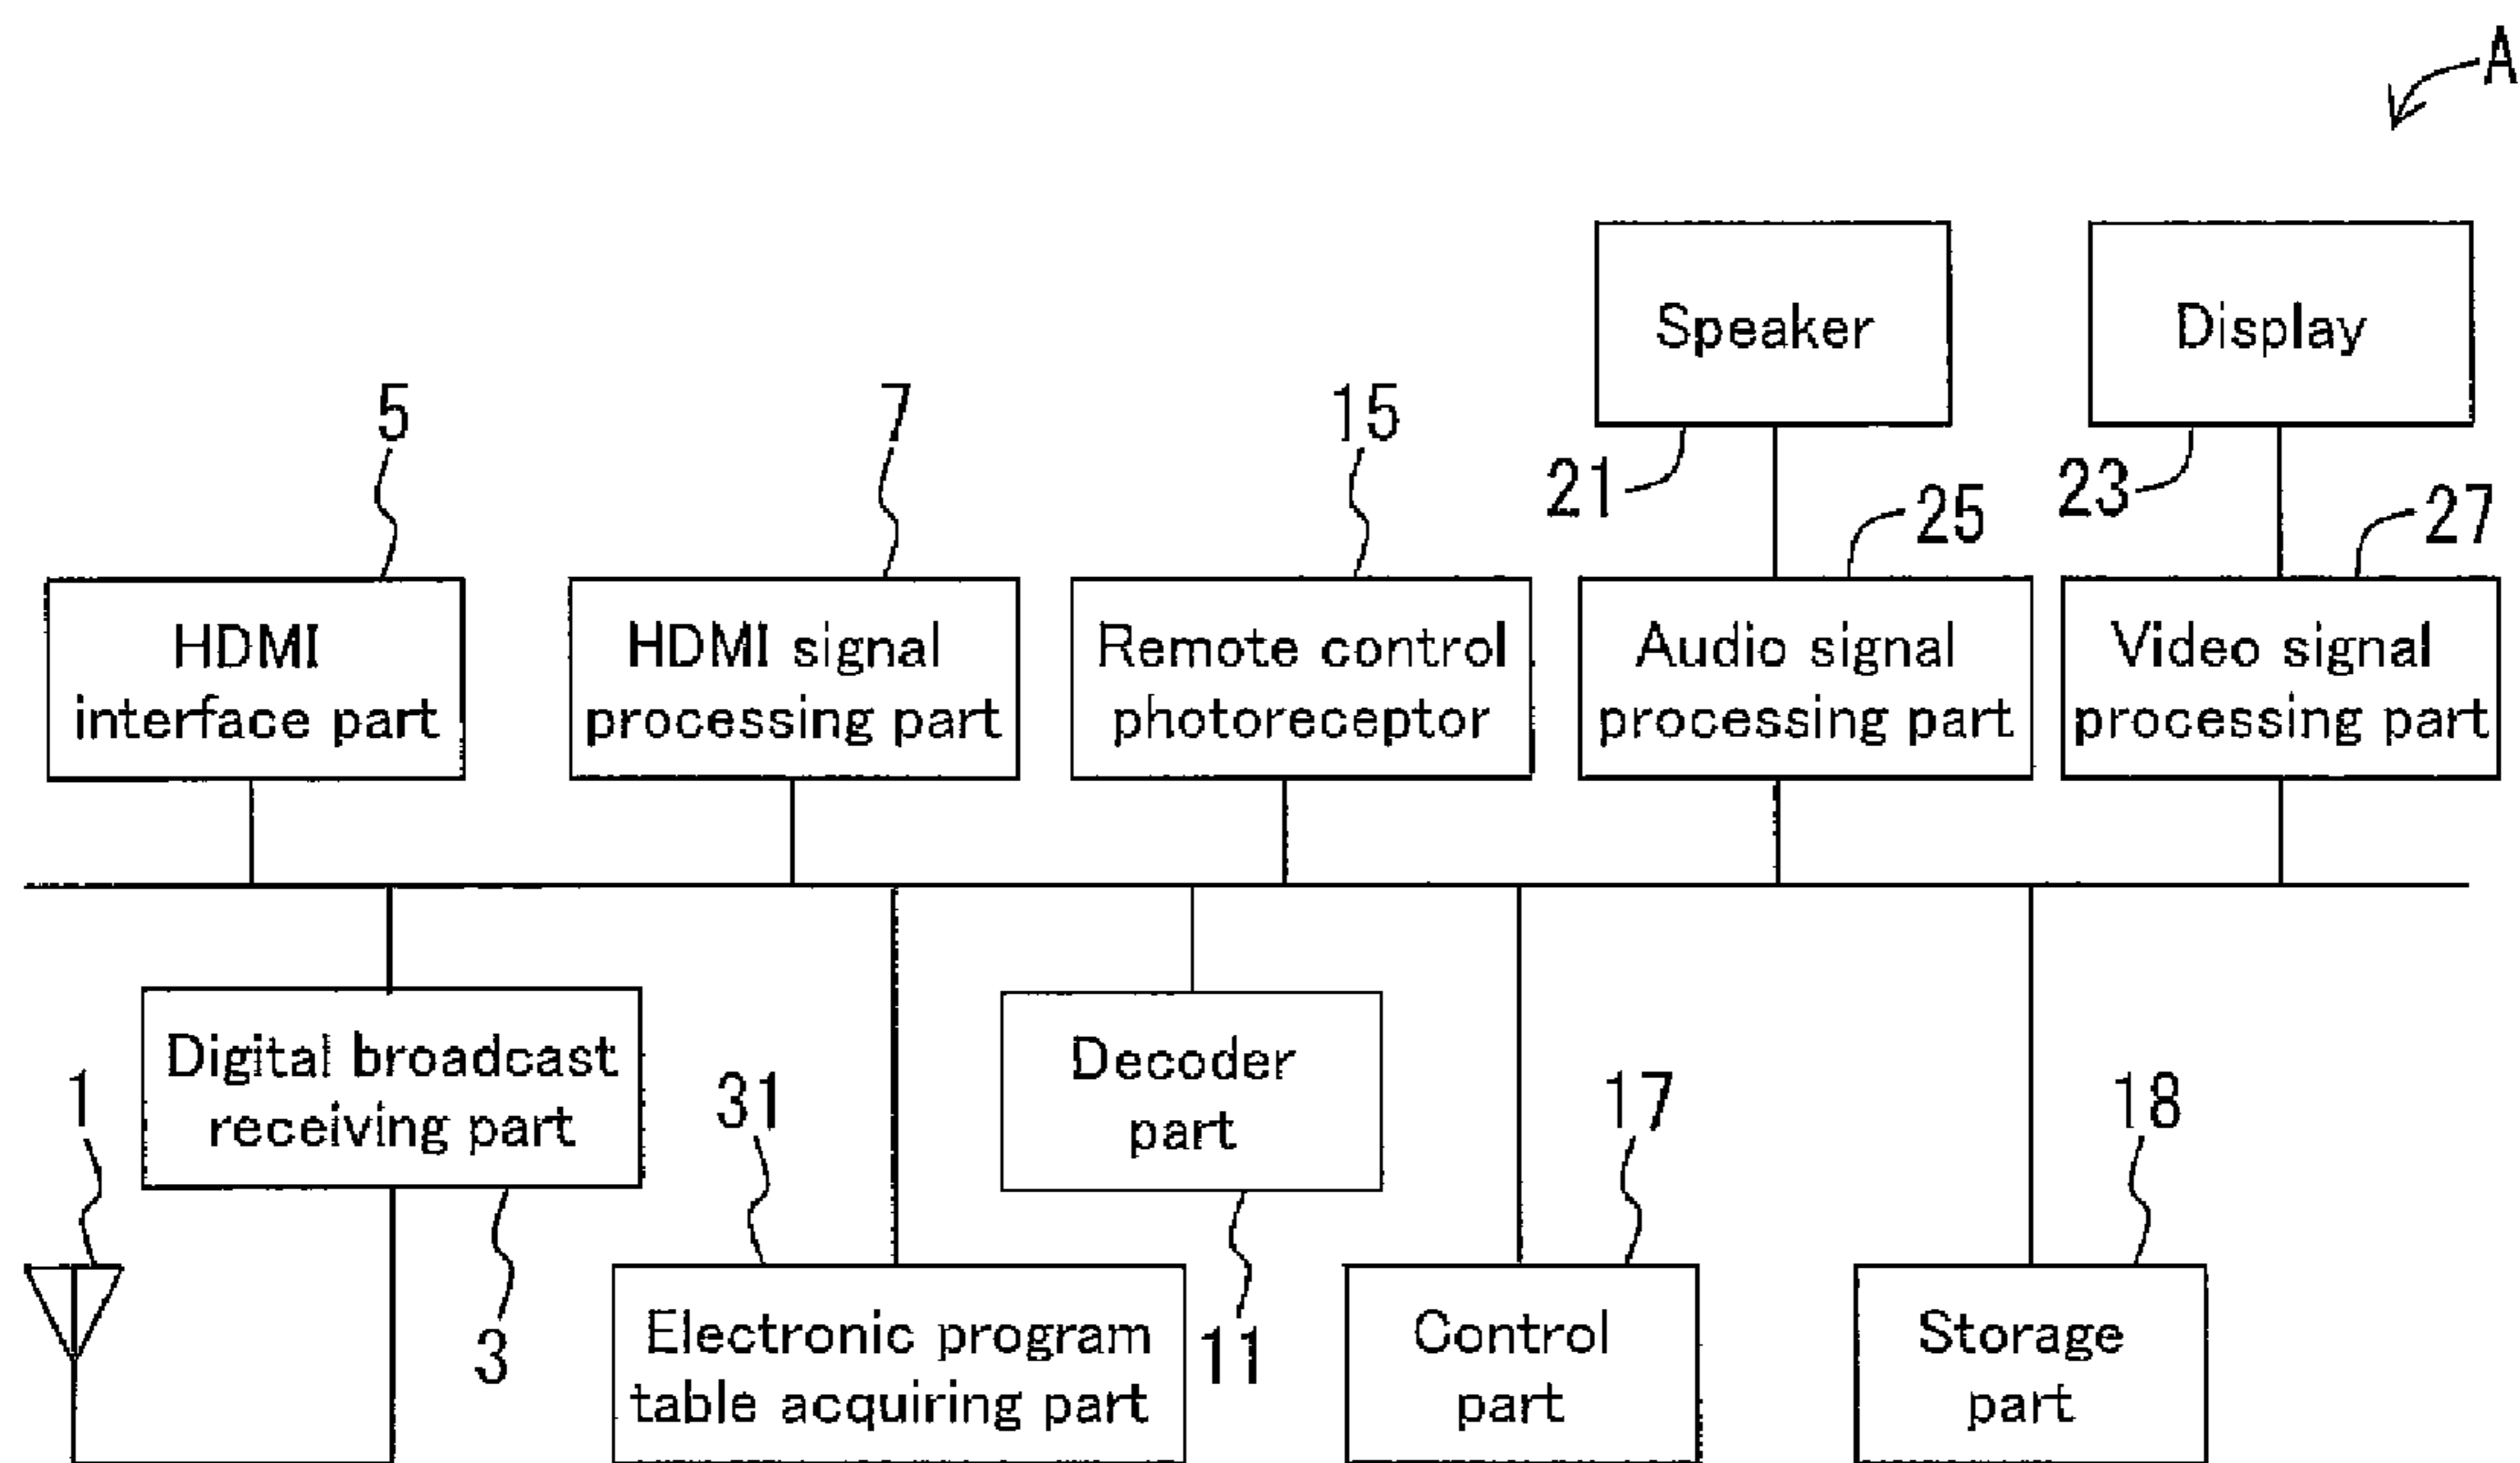 A
Speaker
Display
5
7
15
21
25
23
27
HDMI
interface part
HDMI signal
processing part
Remote control
photoreceptor
Audio signal
processing part
Video signal
processing part
Digital broadcast
receiving part
Decoder
part
1
31
17
18
3
11
Electronic program
table acquiring part
Control
part
Storage
part